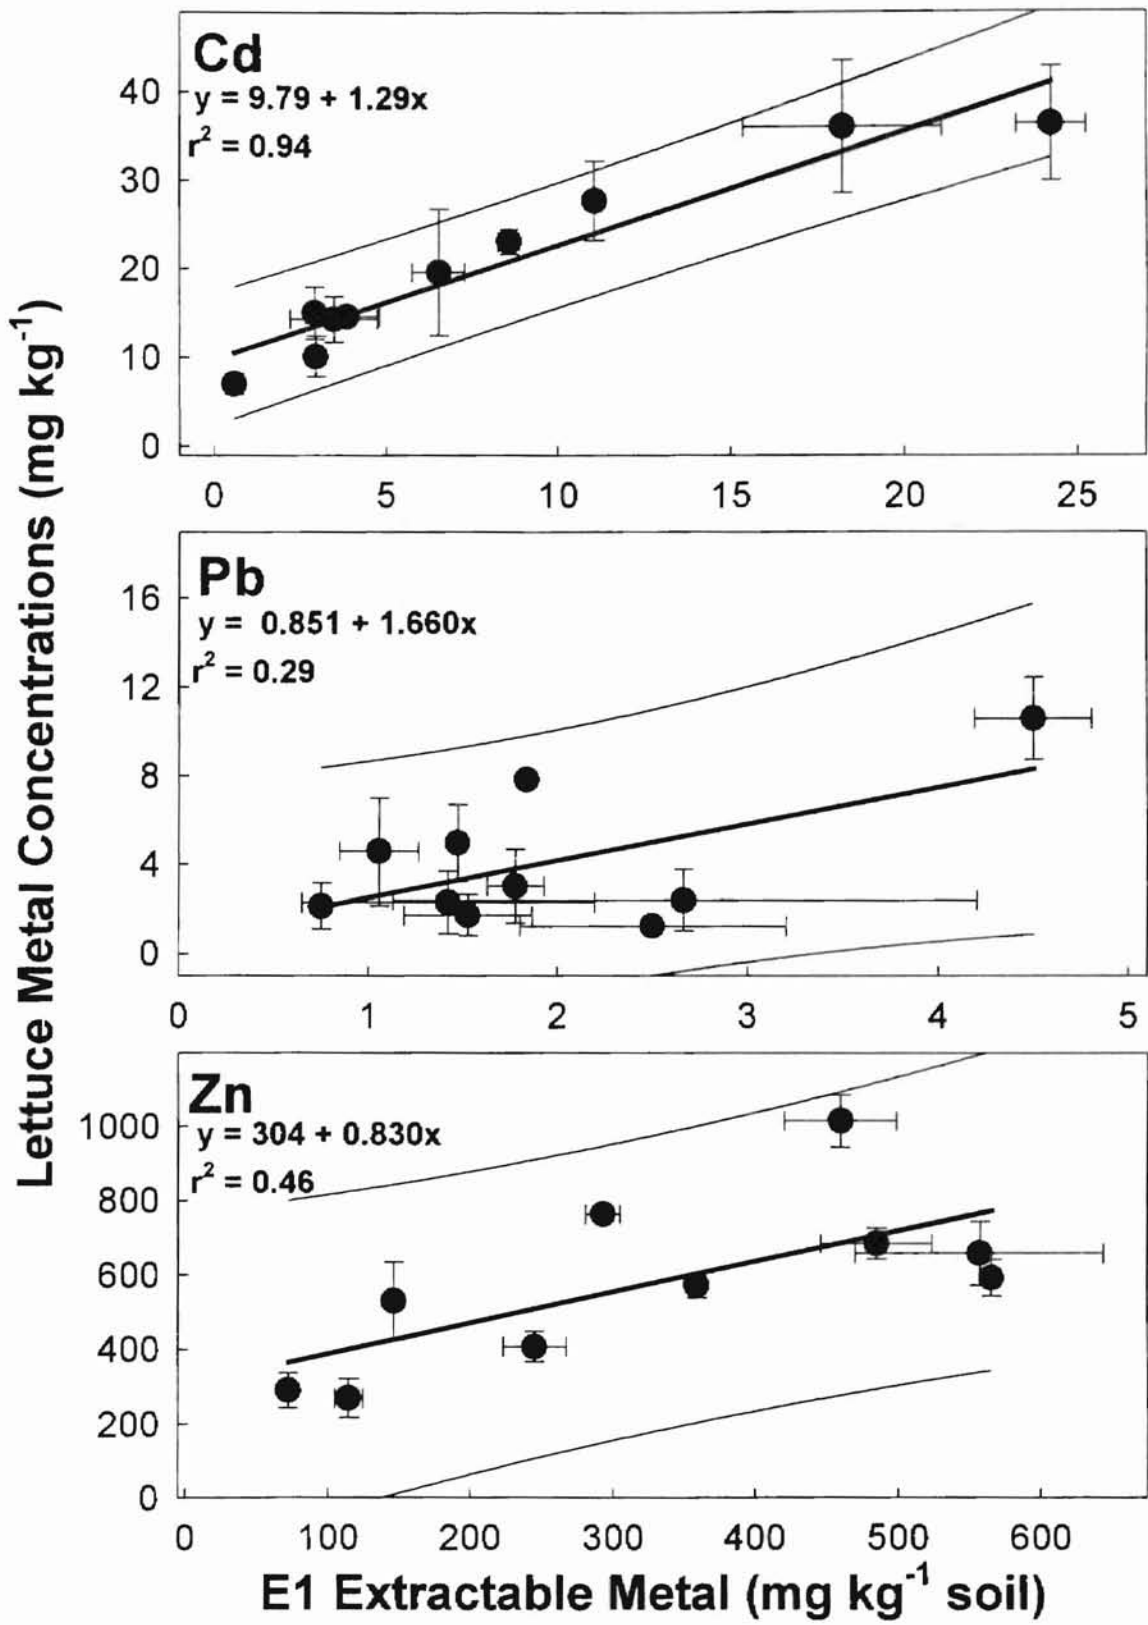 Lettuce Metal Concentrations (mg kg⁻¹)
Cd
y = 9.79 + 1.29x
r² = 0.94
40
30
20
10
0
0 5 10 15 20 25
Pb
y = 0.851 + 1.660x
r² = 0.29
16
12
8
4
0
0 1 2 3 4 5
Zn
y = 304 + 0.830x
r² = 0.46
1000
800
600
400
200
0
0 100 200 300 400 500 600
E1 Extractable Metal (mg kg⁻¹ soil)